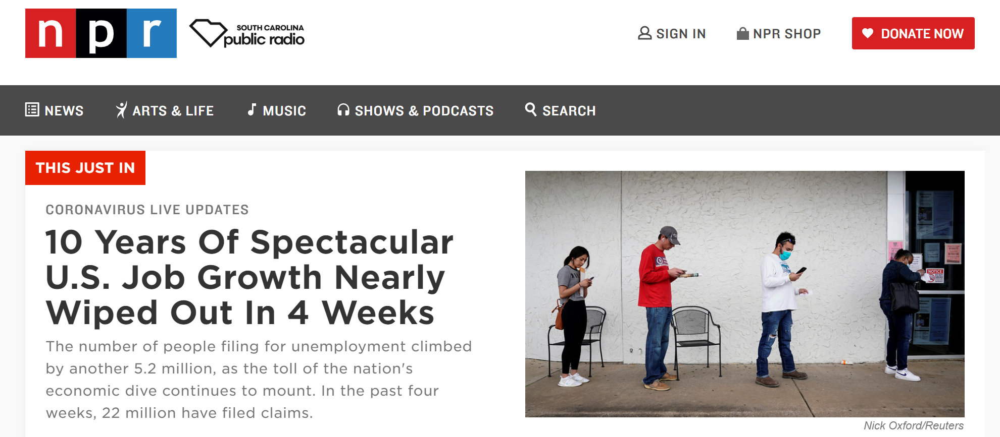 npr
SOUTH CAROLINA
public radio
SIGN IN
NPR SHOP
DONATE NOW
NEWS
ARTS & LIFE
MUSIC
SHOWS & PODCASTS
SEARCH
THIS JUST IN
CORONAVIRUS LIVE UPDATES
10 Years Of Spectacular
U.S. Job Growth Nearly
Wiped Out In 4 Weeks
The number of people filing for unemployment climbed
by another 5.2 million, as the toll of the nation's
economic dive continues to mount. In the past four
weeks, 22 million have filed claims.
NOTICE
Nick Oxford/Reuters